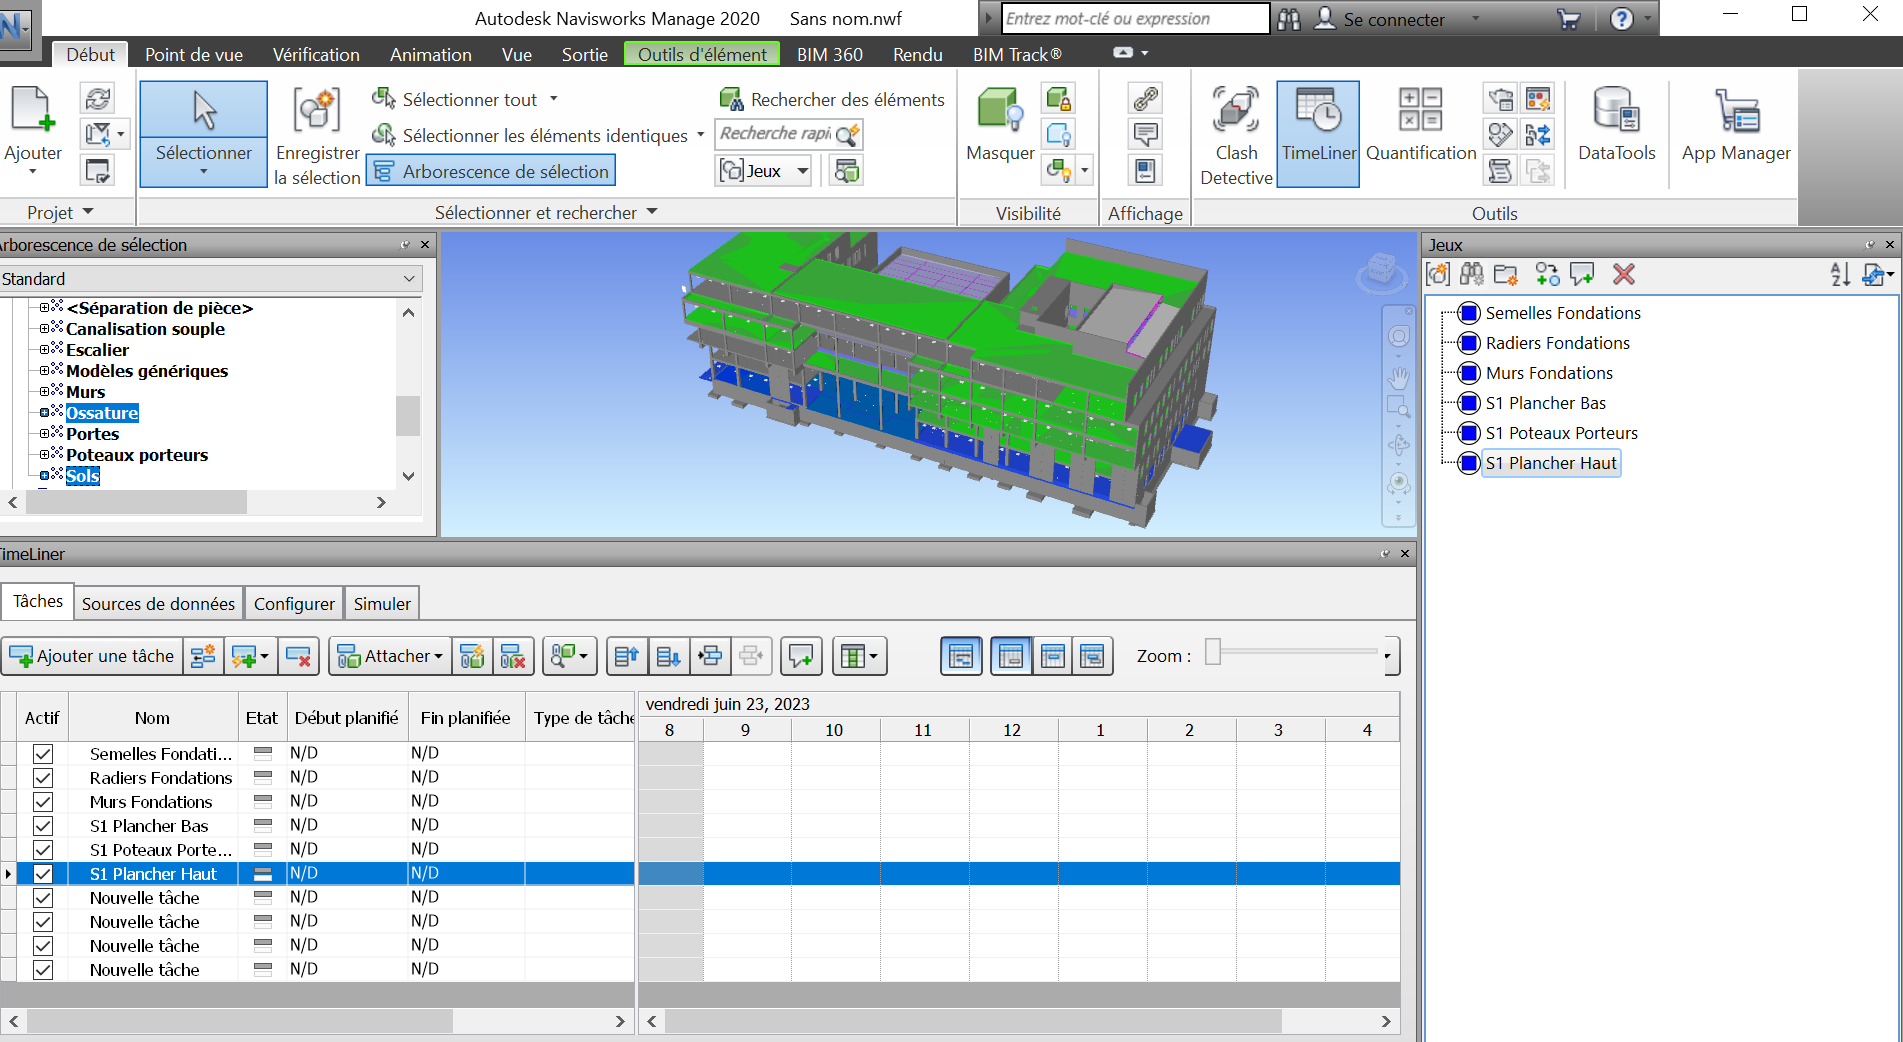 Autodesk Navisworks Manage 2020 Sans nom.nwf
Entrez mot-clé ou expression
Se connecter
Début Point de vue Vérification Animation Vue Sortie Outils d'élément BIM 360 Rendu BIM Track®
Ajouter
Projet
Sélectionner
Enregistrer
la sélection
Sélectionner tout
Sélectionner les éléments identiques
Arborescence de sélection
Rechercher des éléments
Recherche rapi
Jeux
Sélectionner et rechercher
Masquer
Visibilité
Affichage
Clash
Detective
TimeLiner
Quantification
Outils
DataTools
App Manager
Arborescence de sélection
Standard
<Séparation de pièce>
Canalisation souple
Escalier
Modèles génériques
Murs
Ossature
Portes
Poteaux porteurs
Sols
Jeux
Semelles Fondations
Radiers Fondations
Murs Fondations
S1 Plancher Bas
S1 Poteaux Porteurs
S1 Plancher Haut
TimeLiner
Tâches Sources de données Configurer Simuler
Ajouter une tâche
Attacher
Zoom :
Actif Nom Etat Début planifié Fin planifiée Type de tâche
vendredi juin 23, 2023
8 9 10 11 12 1 2 3 4
Semelles Fondati... N/D N/D
Radiers Fondations N/D N/D
Murs Fondations N/D N/D
S1 Plancher Bas N/D N/D
S1 Poteaux Porte... N/D N/D
S1 Plancher Haut N/D N/D
Nouvelle tâche N/D N/D
Nouvelle tâche N/D N/D
Nouvelle tâche N/D N/D
Nouvelle tâche N/D N/D